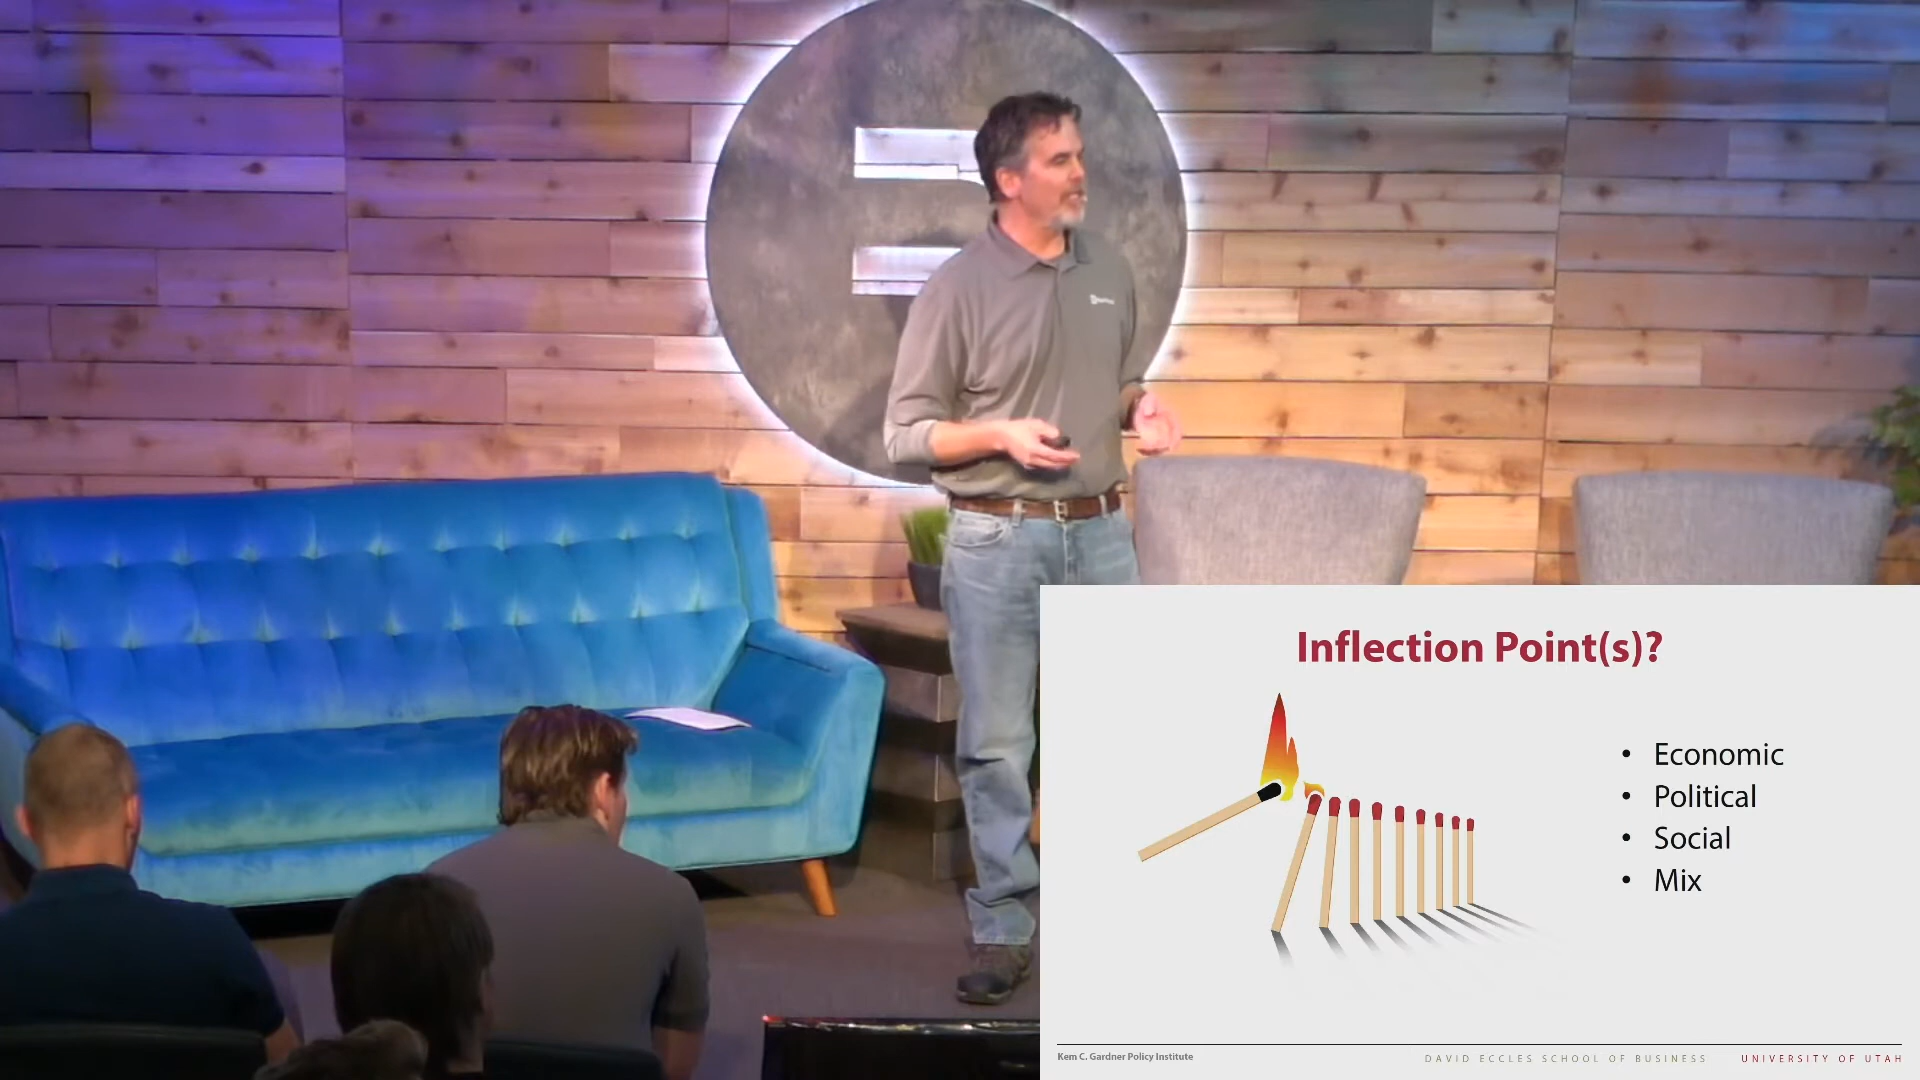 Inflection Point(s)?
• Economic
• Political
• Social
• Mix
Kem C. Gardner Policy Institute
DAVID ECCLES SCHOOL OF BUSINESS UNIVERSITY OF UTAH